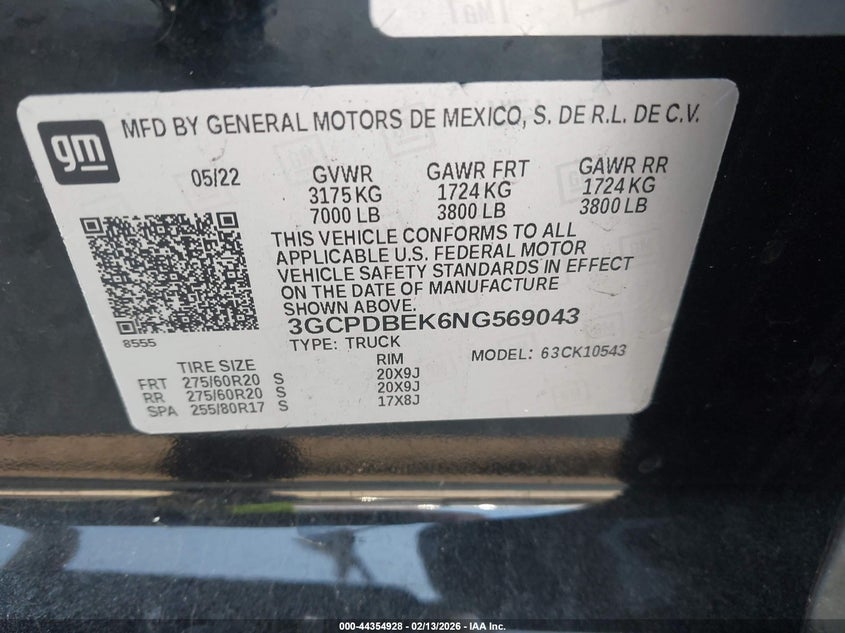 gm
MFD BY GENERAL MOTORS DE MEXICO, S. DE R.L. DE C.V.
05/22 GVWR GAWR FRT GAWR RR
3175 KG 1724 KG 1724 KG
7000 LB 3800 LB 3800 LB
THIS VEHICLE CONFORMS TO ALL
APPLICABLE U.S. FEDERAL MOTOR
VEHICLE SAFETY STANDARDS IN EFFECT
ON THE DATE OF MANUFACTURE
SHOWN ABOVE.
3GCPDBEK6NG569043
8555
TYPE: TRUCK MODEL: 63CK10543
TIRE SIZE RIM
FRT 275/60R20 S 20X9J
RR 275/60R20 S 20X9J
SPA 255/80R17 S 17X8J
000-44354928 - 02/13/2026 - IAA Inc.